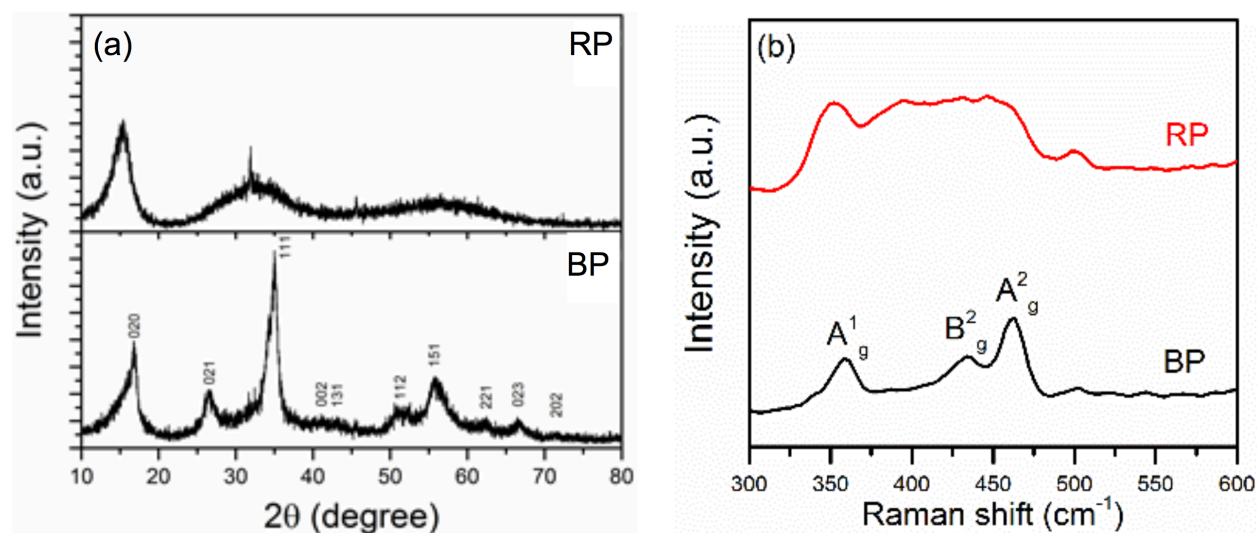 (a)
RP
Intensity (a.u.)
BP
Intensity (a.u.)
020
021
111
002
131
112
151
221
023
202
10 20 30 40 50 60 70 80
2θ (degree)
(b)
RP
A¹g
B²g
A²g
BP
Intensity (a.u.)
300 350 400 450 500 550 600
Raman shift (cm⁻¹)